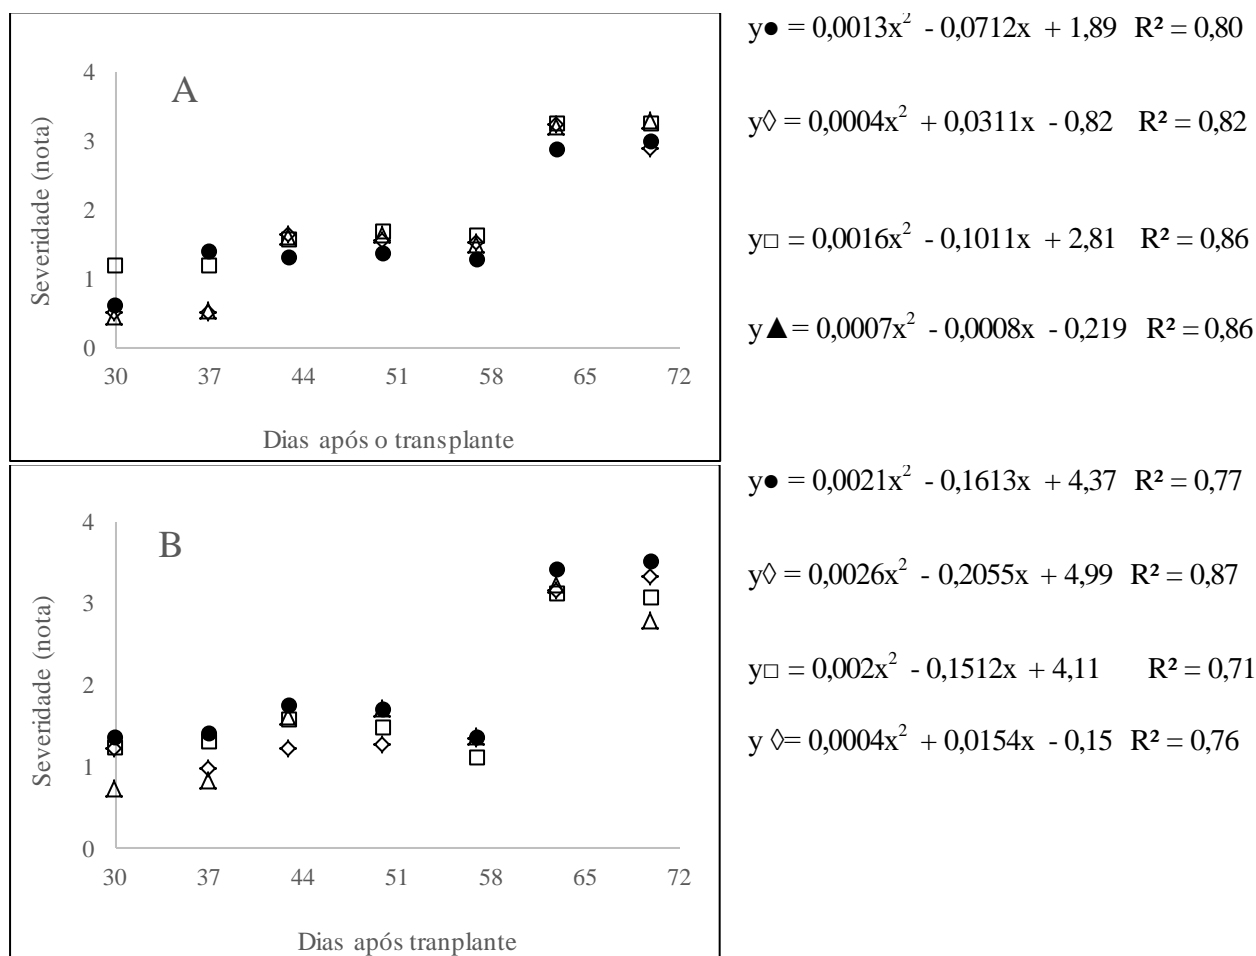 y● = 0,0013x² - 0,0712x + 1,89 R² = 0,80
y◊ = 0,0004x² + 0,0311x - 0,82 R² = 0,82
y□ = 0,0016x² - 0,1011x + 2,81 R² = 0,86
y▲= 0,0007x² - 0,0008x - 0,219 R² = 0,86
A
Severidade (nota)
4
3
2
1
0
30 37 44 51 58 65 72
Dias após o transplante
y● = 0,0021x² - 0,1613x + 4,37 R² = 0,77
y◊ = 0,0026x² - 0,2055x + 4,99 R² = 0,87
y□ = 0,002x² - 0,1512x + 4,11 R² = 0,71
y ◊= 0,0004x² + 0,0154x - 0,15 R² = 0,76
B
Severidade (nota)
4
3
2
1
0
30 37 44 51 58 65 72
Dias após tranplante